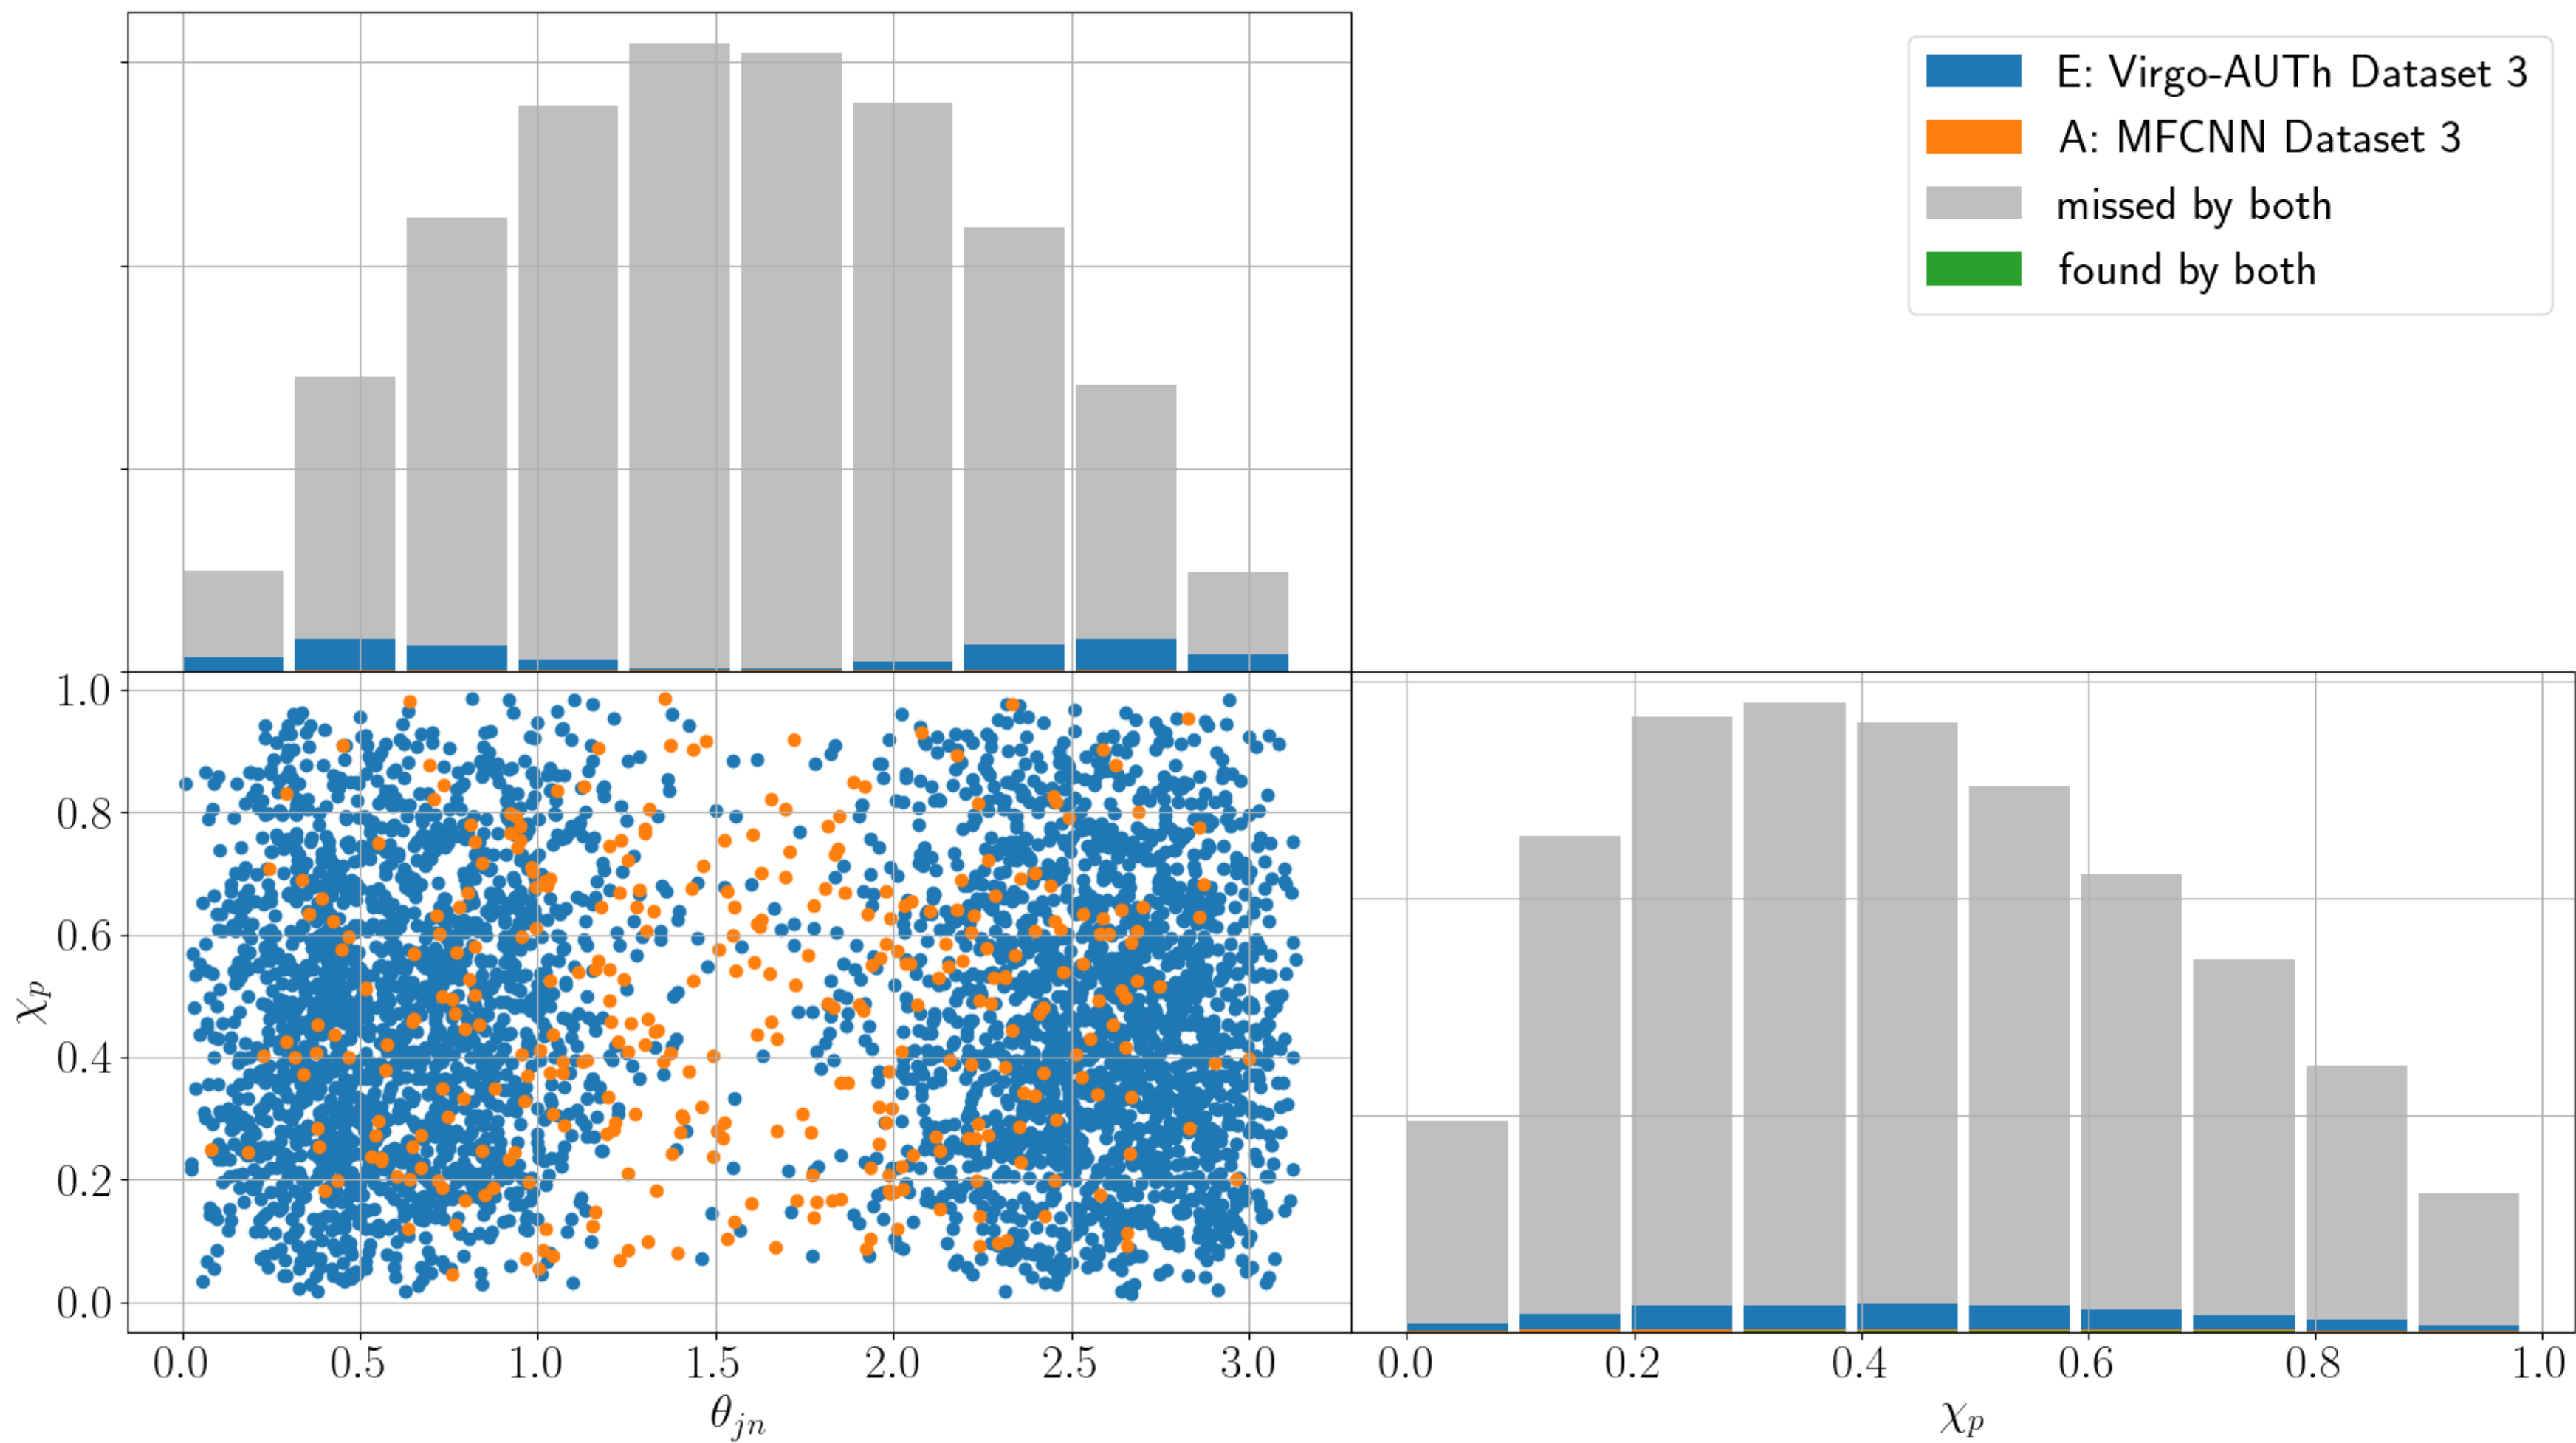 E: Virgo-AUTh Dataset 3
A: MFCNN Dataset 3
missed by both
found by both
1.0
0.8
0.6
0.4
0.2
0.0
χp
0.0 0.5 1.0 1.5 2.0 2.5 3.0
θjn
0.0 0.2 0.4 0.6 0.8 1.0
χp